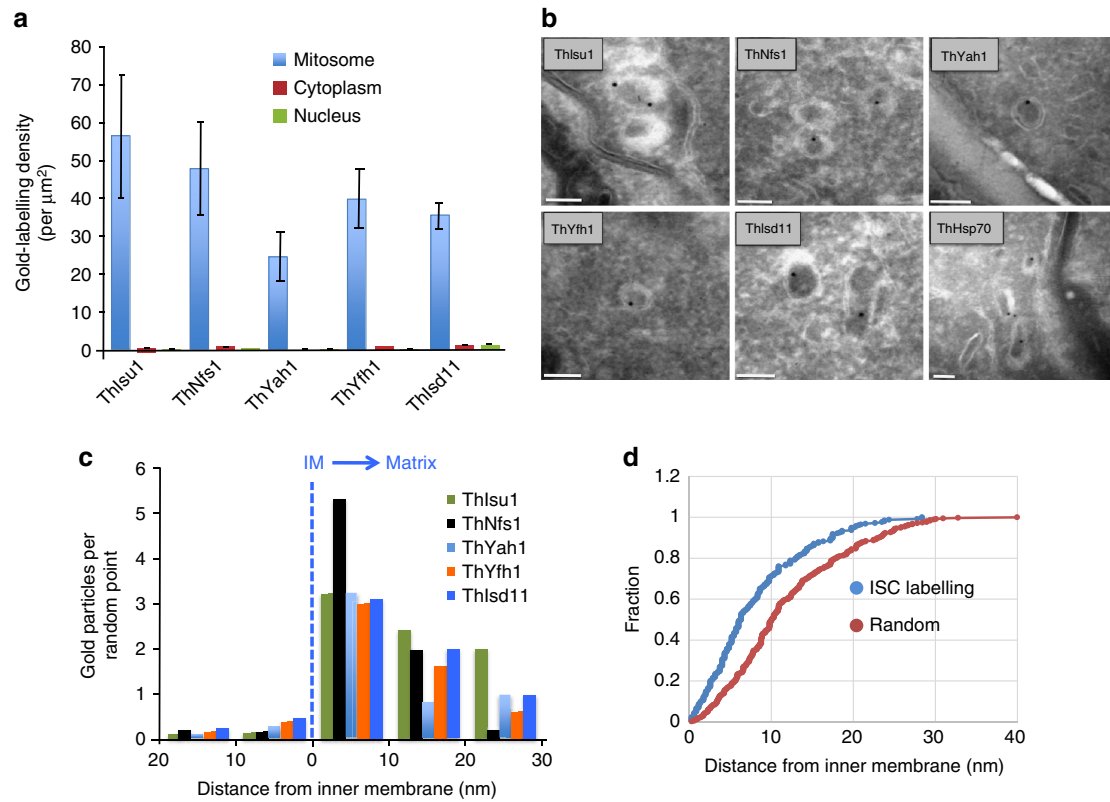 a
80
70
60
50
40
30
20
10
0
Gold-labelling density
(per μm²)
Mitosome
Cytoplasm
Nucleus
ThIsu1
ThNfs1
ThYah1
ThYfh1
ThIsd11
b
ThIsu1
ThNfs1
ThYah1
ThYfh1
ThIsd11
ThHsp70
c
IM
Matrix
6
5
4
3
2
1
0
Gold particles per
random point
ThIsu1
ThNfs1
ThYah1
ThYfh1
ThIsd11
20 10 0 10 20 30
Distance from inner membrane (nm)
d
1.2
1
0.8
0.6
0.4
0.2
0
Fraction
ISC labelling
Random
0 10 20 30 40
Distance from inner membrane (nm)